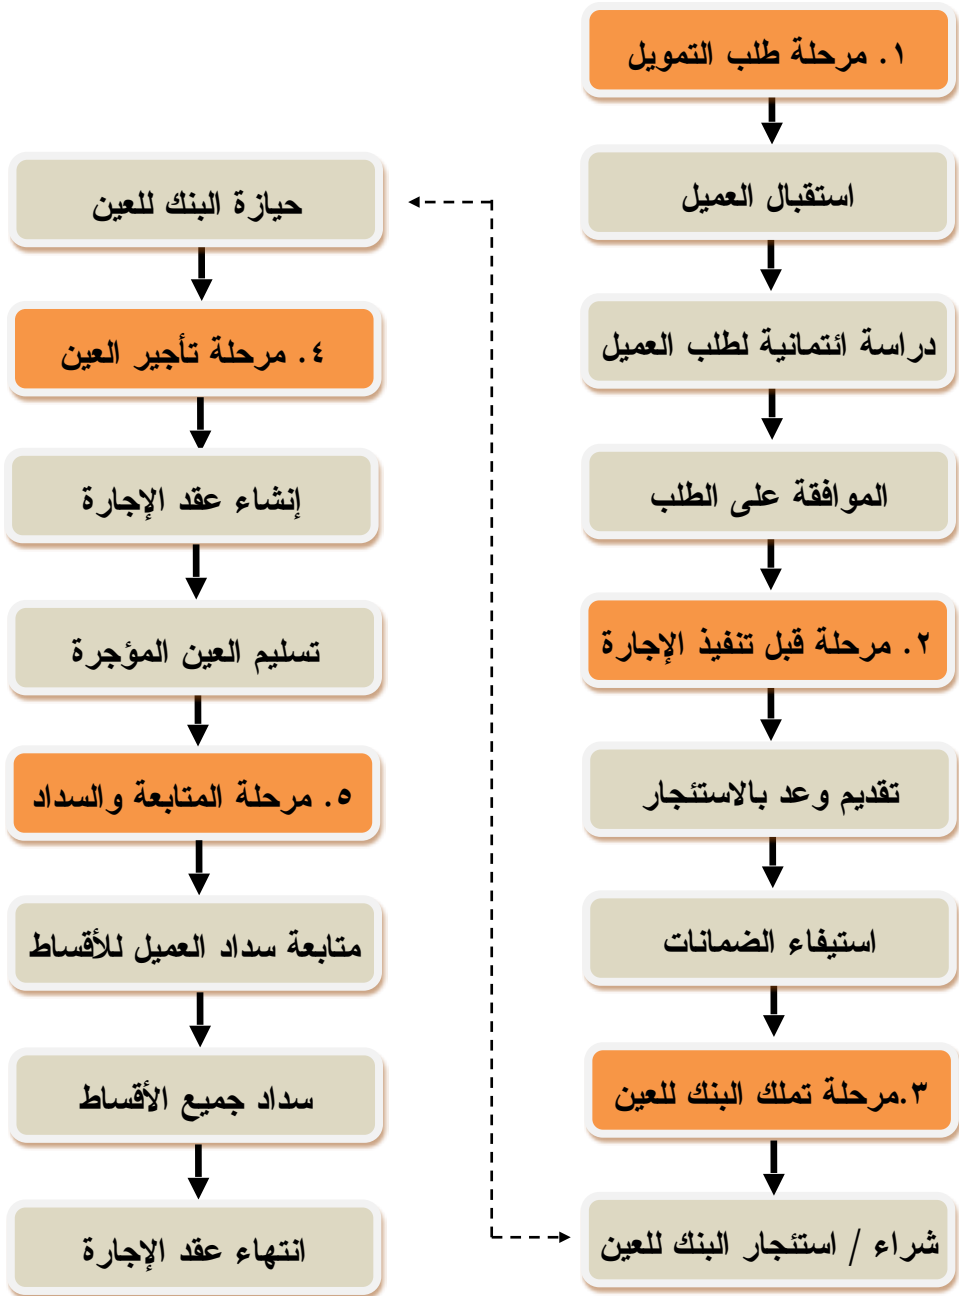 ١. مرحلة طلب التمويل
استقبال العميل
دراسة ائتمانية لطلب العميل
الموافقة على الطلب
٢. مرحلة قبل تنفيذ الإجارة
تقديم وعد بالاستئجار
استيفاء الضمانات
٣.مرحلة تملك البنك للعين
شراء / استئجار البنك للعين
حيازة البنك للعين
٤. مرحلة تأجير العين
إنشاء عقد الإجارة
تسليم العين المؤجرة
٥. مرحلة المتابعة والسداد
متابعة سداد العميل للأقساط
سداد جميع الأقساط
انتهاء عقد الإجارة